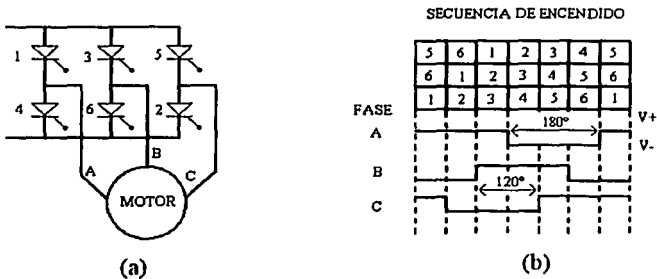 1 3 5
4 6 2
A B C
MOTOR
(a)
SECUENCIA DE ENCENDIDO
5 6 1 2 3 4 5
6 1 2 3 4 5 6
1 2 3 4 5 6 1
FASE
A 180° V+
V-
B
120°
C
(b)